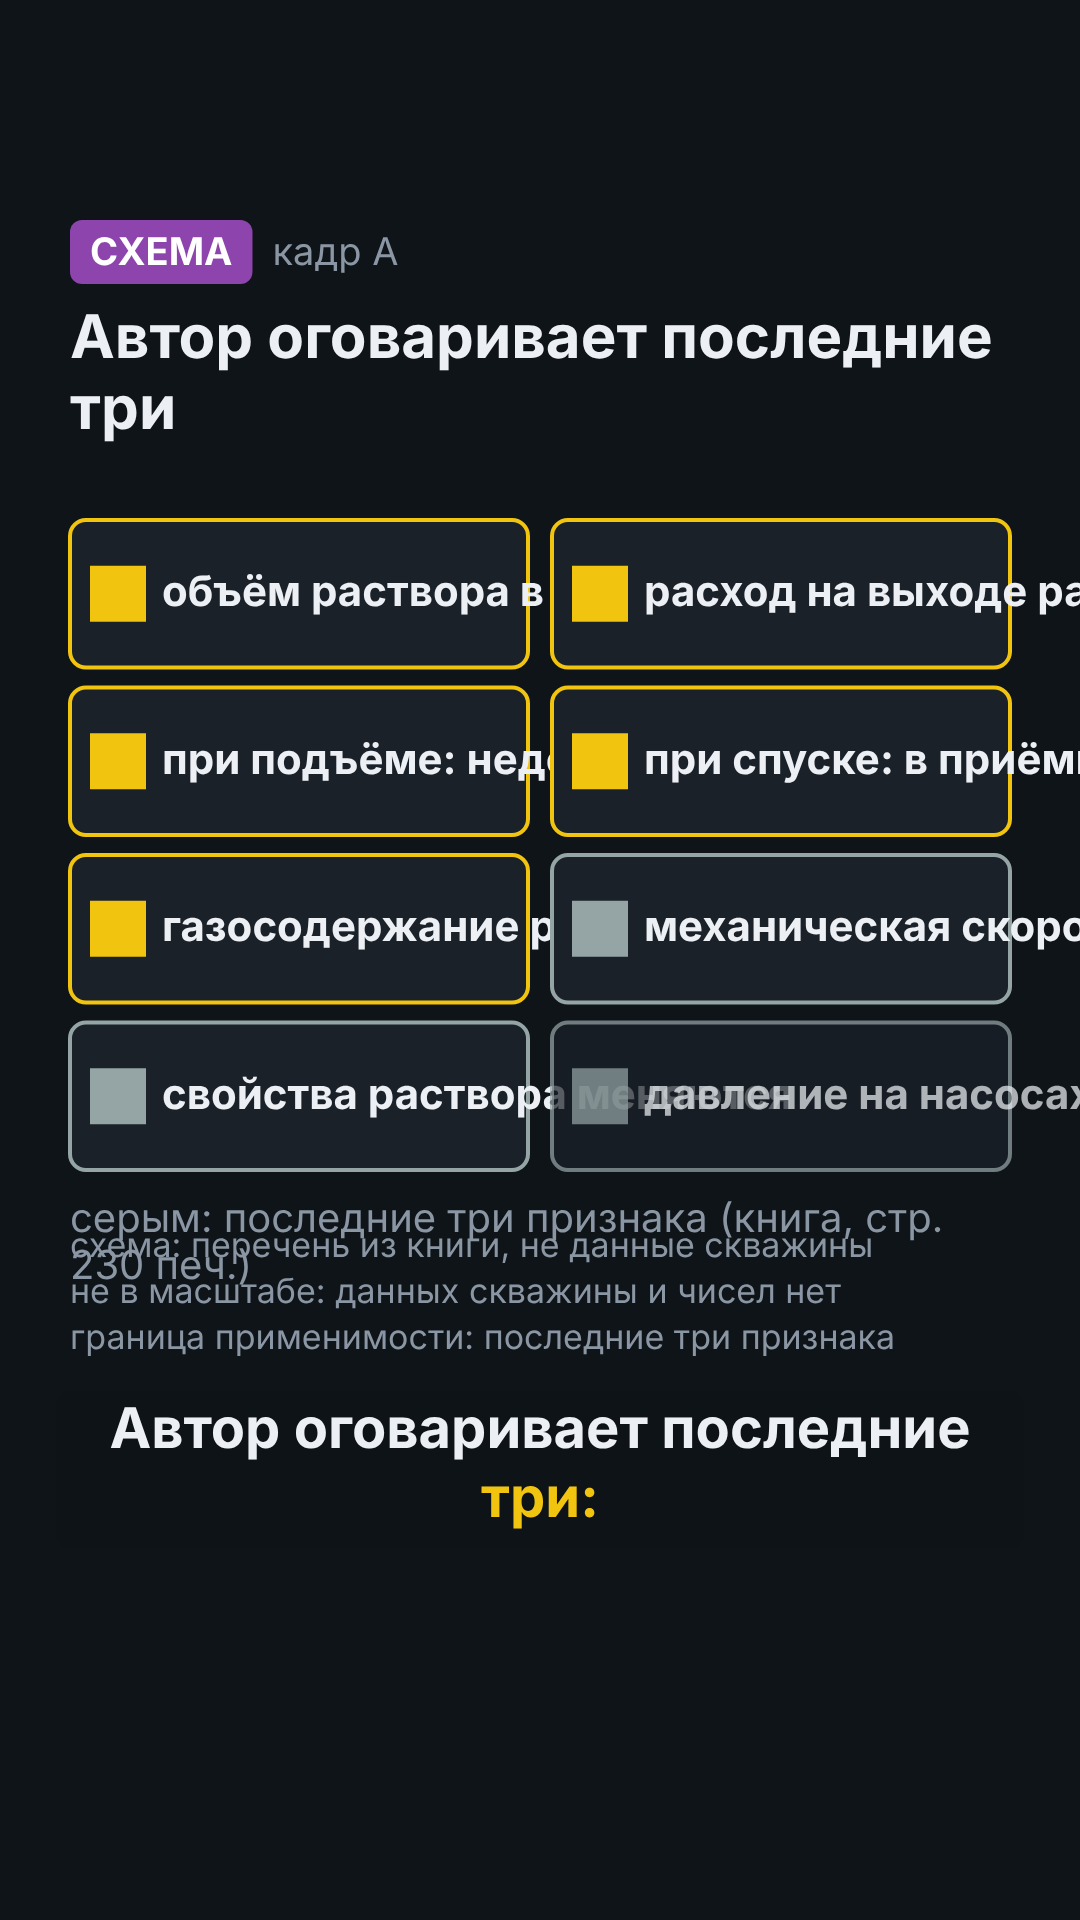 СХЕМА кадр А
Автор оговаривает последние
три
объём раствора в
расход на выходе ра
при подъёме: недо
при спуске: в приём
газосодержание р
механическая скоро
свойства раствора
давление на насосах
серым: последние три признака (книга, стр.
230 печ.)
схема: перечень из книги, не данные скважины
не в масштабе: данных скважины и чисел нет
граница применимости: последние три признака
Автор оговаривает последние
три: